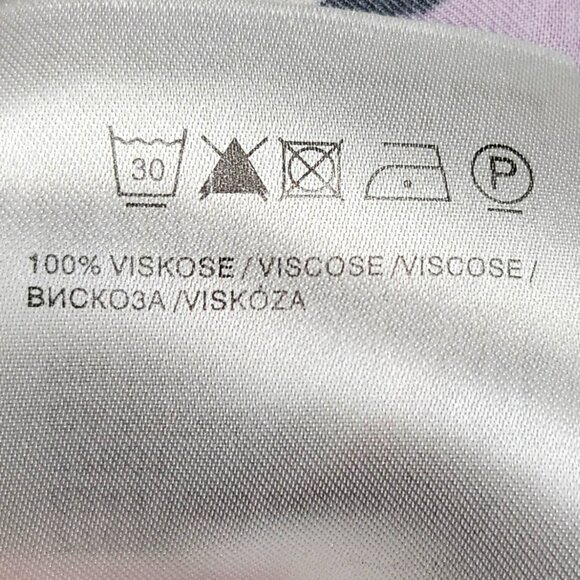 30 P
100% VISKOSE / VISCOSE /VISCOSE /
ВИСКОЗА /VISKÓZA